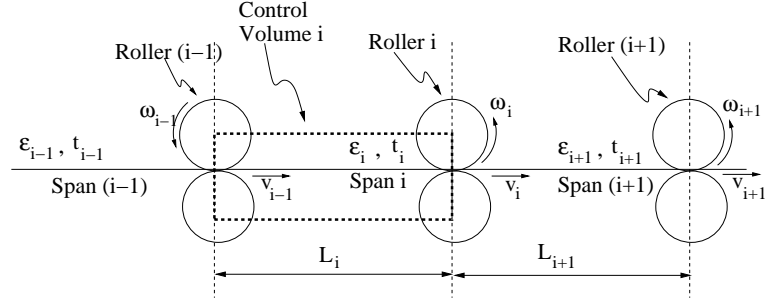 Control
Volume i
Roller (i−1)
Roller i
Roller (i+1)
ω_{i−1}
ω_i
ω_{i+1}
ε_{i−1} , t_{i−1}
ε_i , t_i
ε_{i+1} , t_{i+1}
Span (i−1)
v_{i−1}
Span i
v_i
Span (i+1)
v_{i+1}
L_i
L_{i+1}